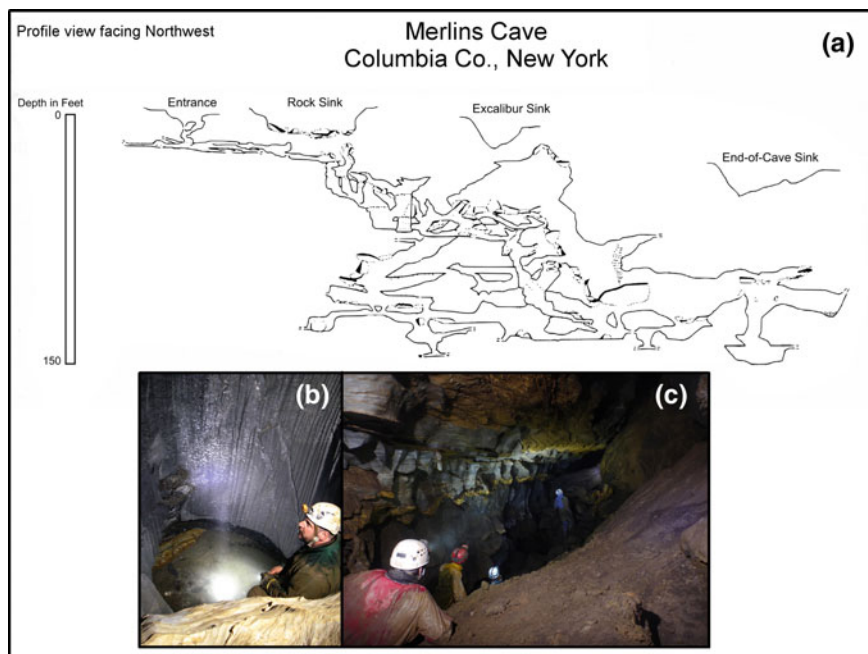 Profile view facing Northwest
Merlins Cave
Columbia Co., New York
(a)
Depth in Feet
0
Entrance
Rock Sink
Excalibur Sink
End-of-Cave Sink
150
(b)
(c)